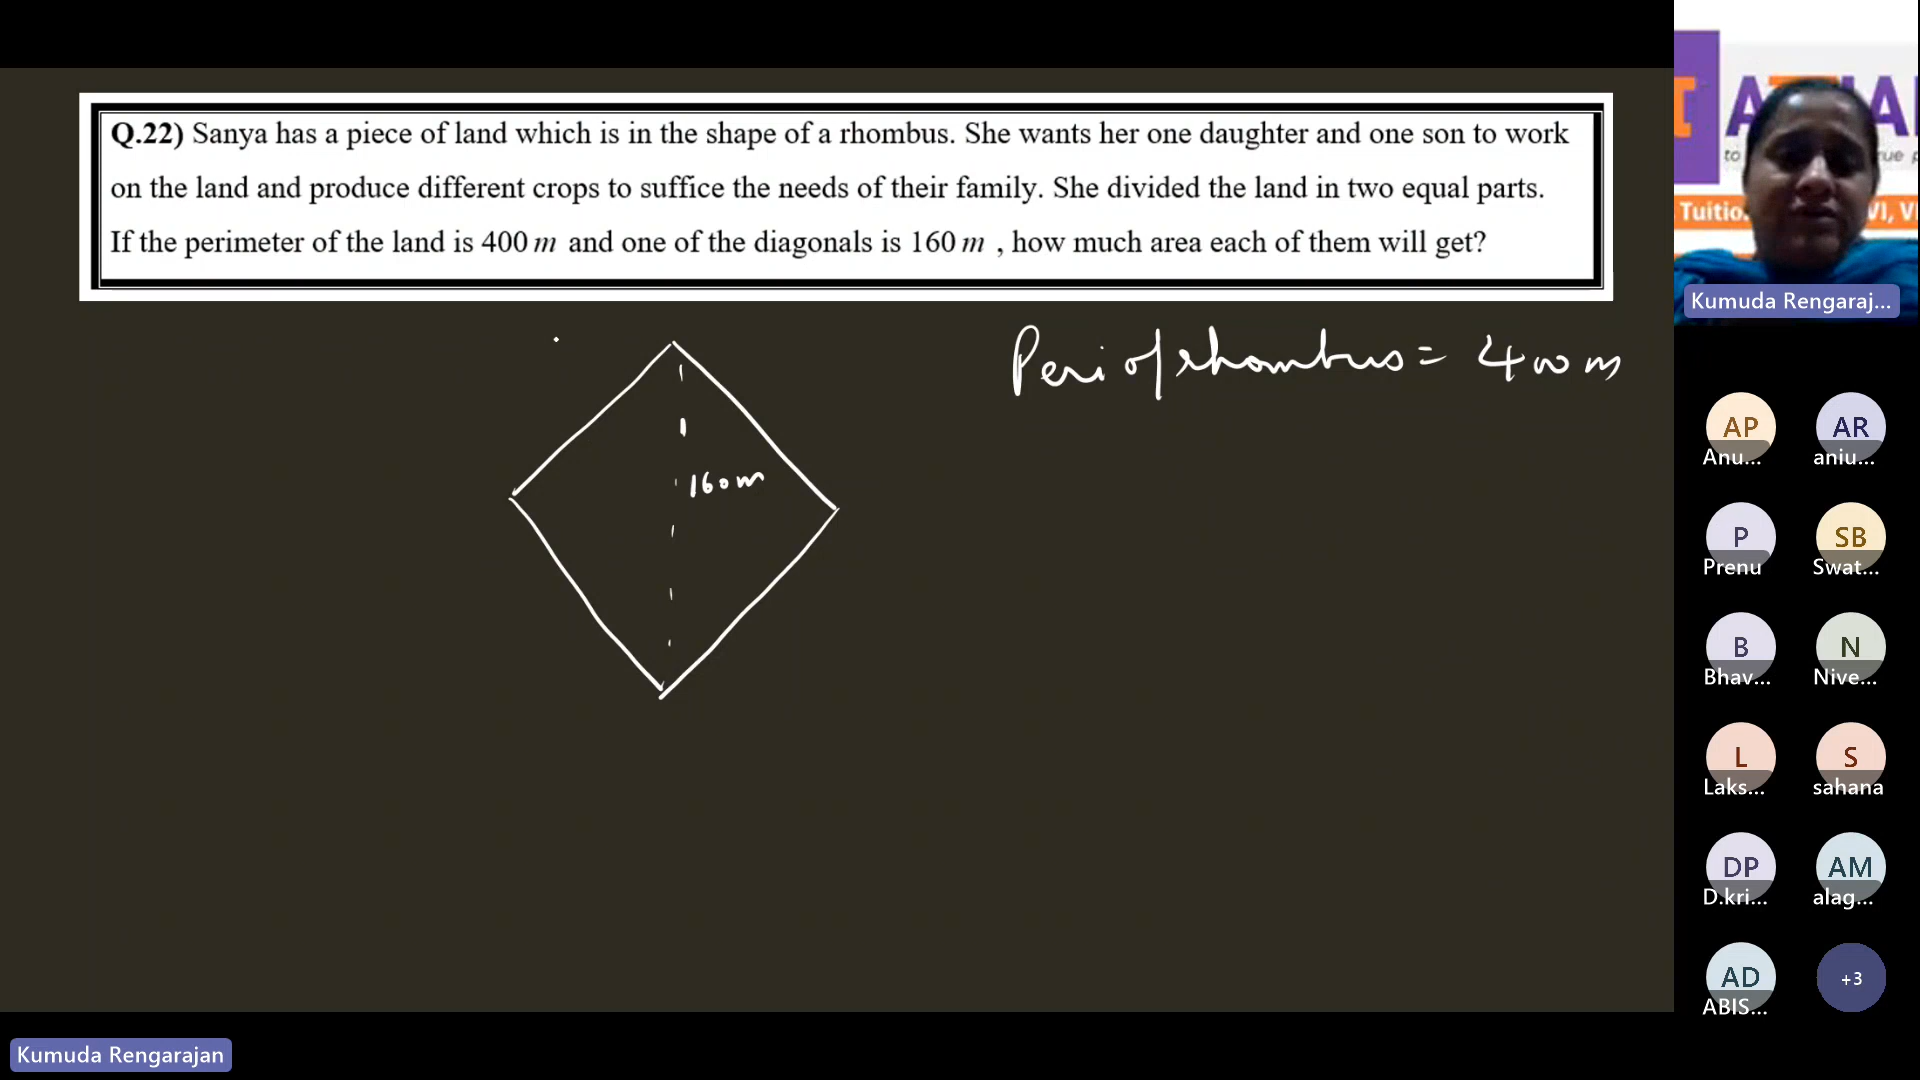 Q.22) Sanya has a piece of land which is in the shape of a rhombus. She wants her one daughter and one son to work
on the land and produce different crops to suffice the needs of their family. She divided the land in two equal parts.
If the perimeter of the land is 400 m and one of the diagonals is 160 m , how much area each of them will get?
Peri of rhombus = 400 m
160m
to
Tuitio
VI, V
Kumuda Rengaraj...
AP
AR
Anu...
aniu...
P
SB
Prenu
Swat...
B
N
Bhav...
Nive...
L
S
Laks...
sahana
DP
AM
D.kri...
alag...
AD
+3
ABIS...
Kumuda Rengarajan